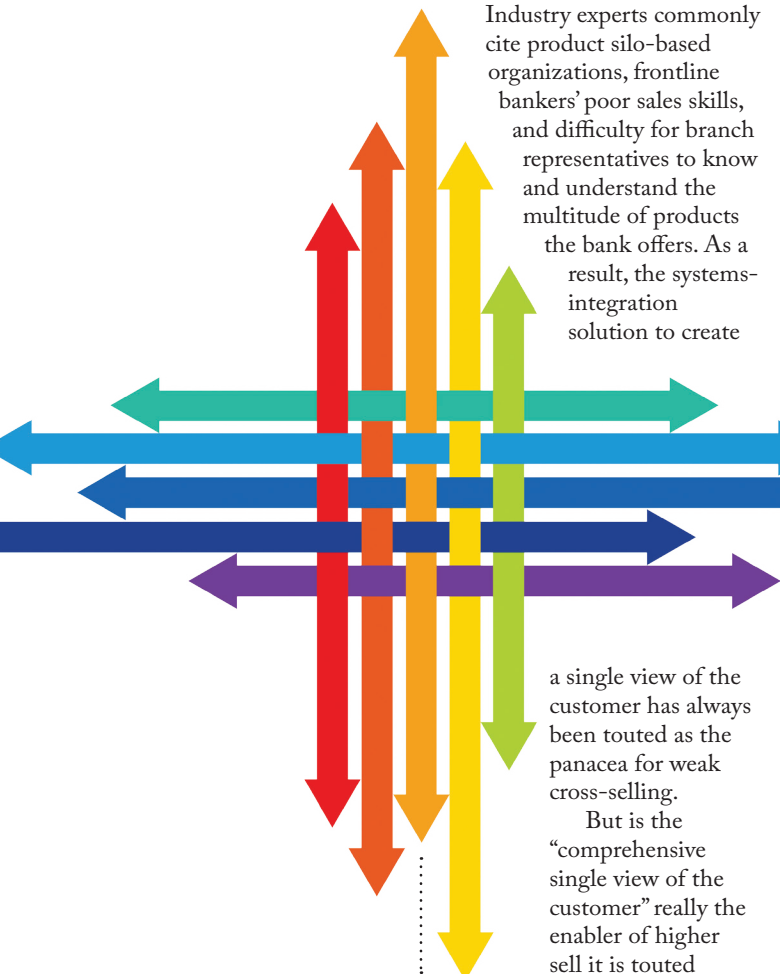 Industry experts commonly
cite product silo-based
organizations, frontline
bankers’ poor sales skills,
and difficulty for branch
representatives to know
and understand the
multitude of products
the bank offers. As a
result, the systems-
integration
solution to create
a single view of the
customer has always
been touted as the
panacea for weak
cross-selling.
But is the
“comprehensive
single view of the
customer” really the
enabler of higher
sell it is touted